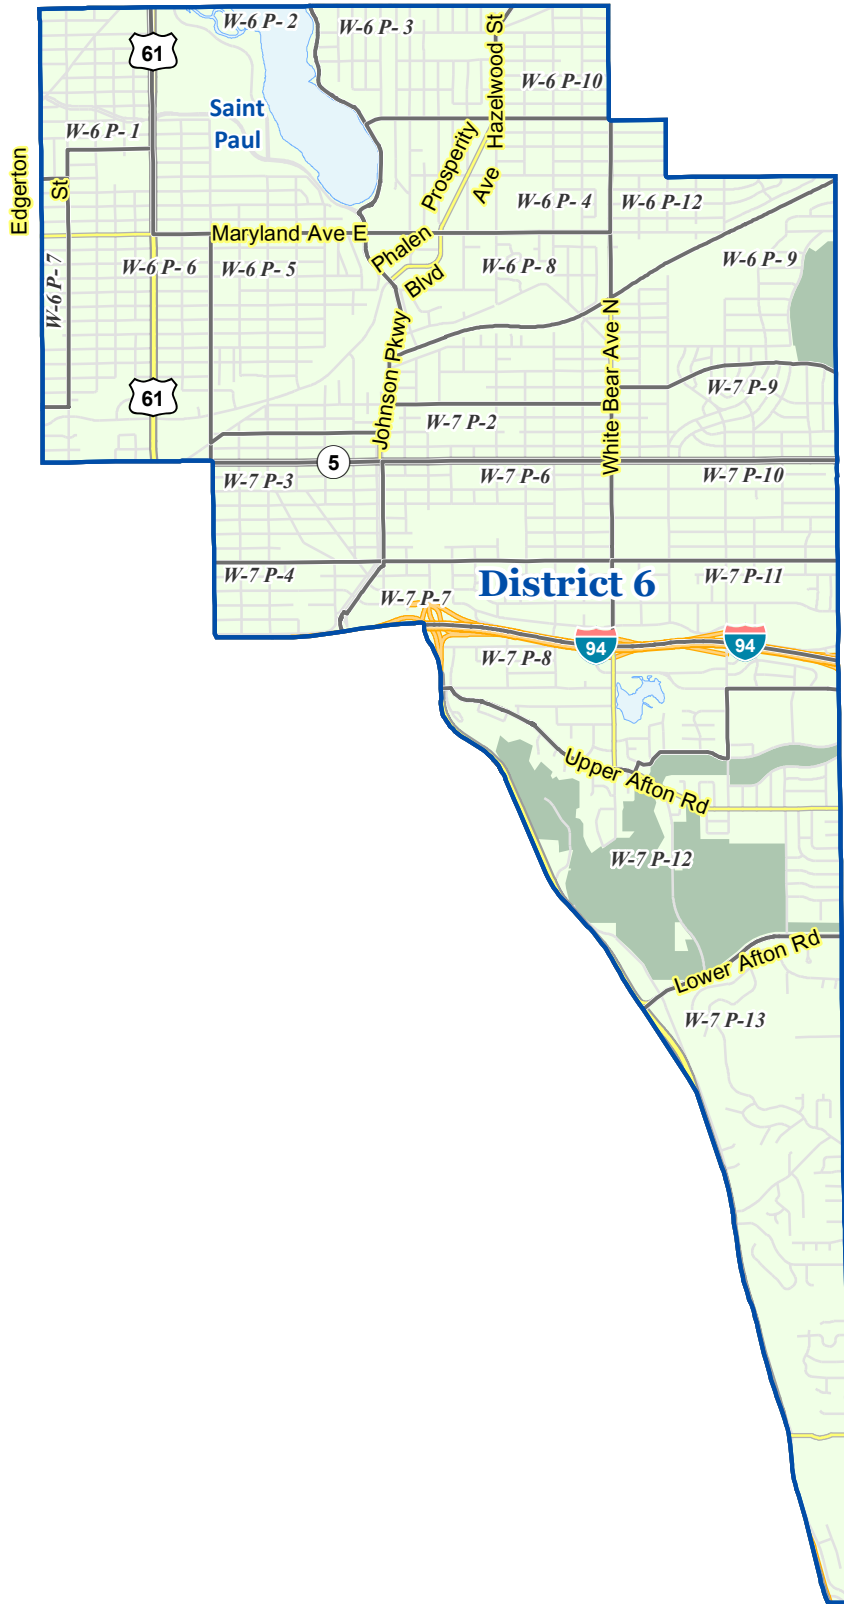 W-6 P- 2
W-6 P- 3
Hazelwood St
61
W-6 P-10
Saint
Paul
W-6 P- 1
Prosperity
Ave
Edgerton
St
W-6 P- 4
W-6 P-12
Maryland Ave E
Phalen
Blvd
W-6 P- 7
W-6 P- 6
W-6 P- 5
W-6 P- 8
W-6 P- 9
Johnson Pkwy
White Bear Ave N
61
W-7 P-9
W-7 P-2
5
W-7 P-3
W-7 P-6
W-7 P-10
W-7 P-4
W-7 P-7
District 6
W-7 P-11
94
94
W-7 P-8
Upper Afton Rd
W-7 P-12
Lower Afton Rd
W-7 P-13